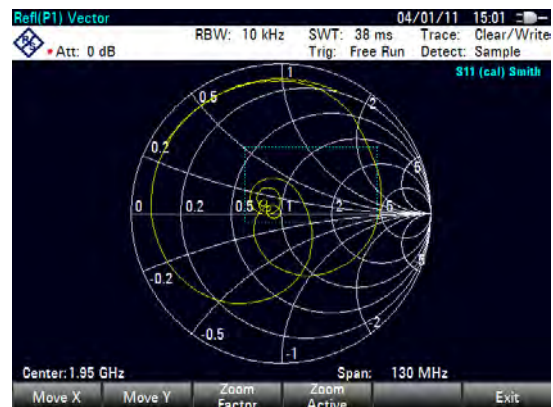 Refl(P1) Vector 04/01/11 15:01
RBW: 10 kHz SWT: 38 ms Trace: Clear/Write
Att: 0 dB Trig: Free Run Detect: Sample
S11 (cal) Smith
1
0.5 2
0.2 5
0 0.2 0.5 1 2 5
-0.2 5
-0.5 -2
-1
Center: 1.95 GHz Span: 130 MHz
Move X Move Y Zoom Factor Zoom Active Exit